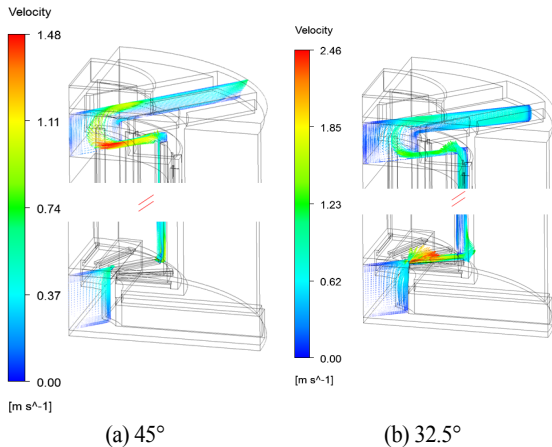 Velocity
1.48
1.11
0.74
0.37
0.00
[m s^-1]
(a) 45°
Velocity
2.46
1.85
1.23
0.62
0.00
[m s^-1]
(b) 32.5°